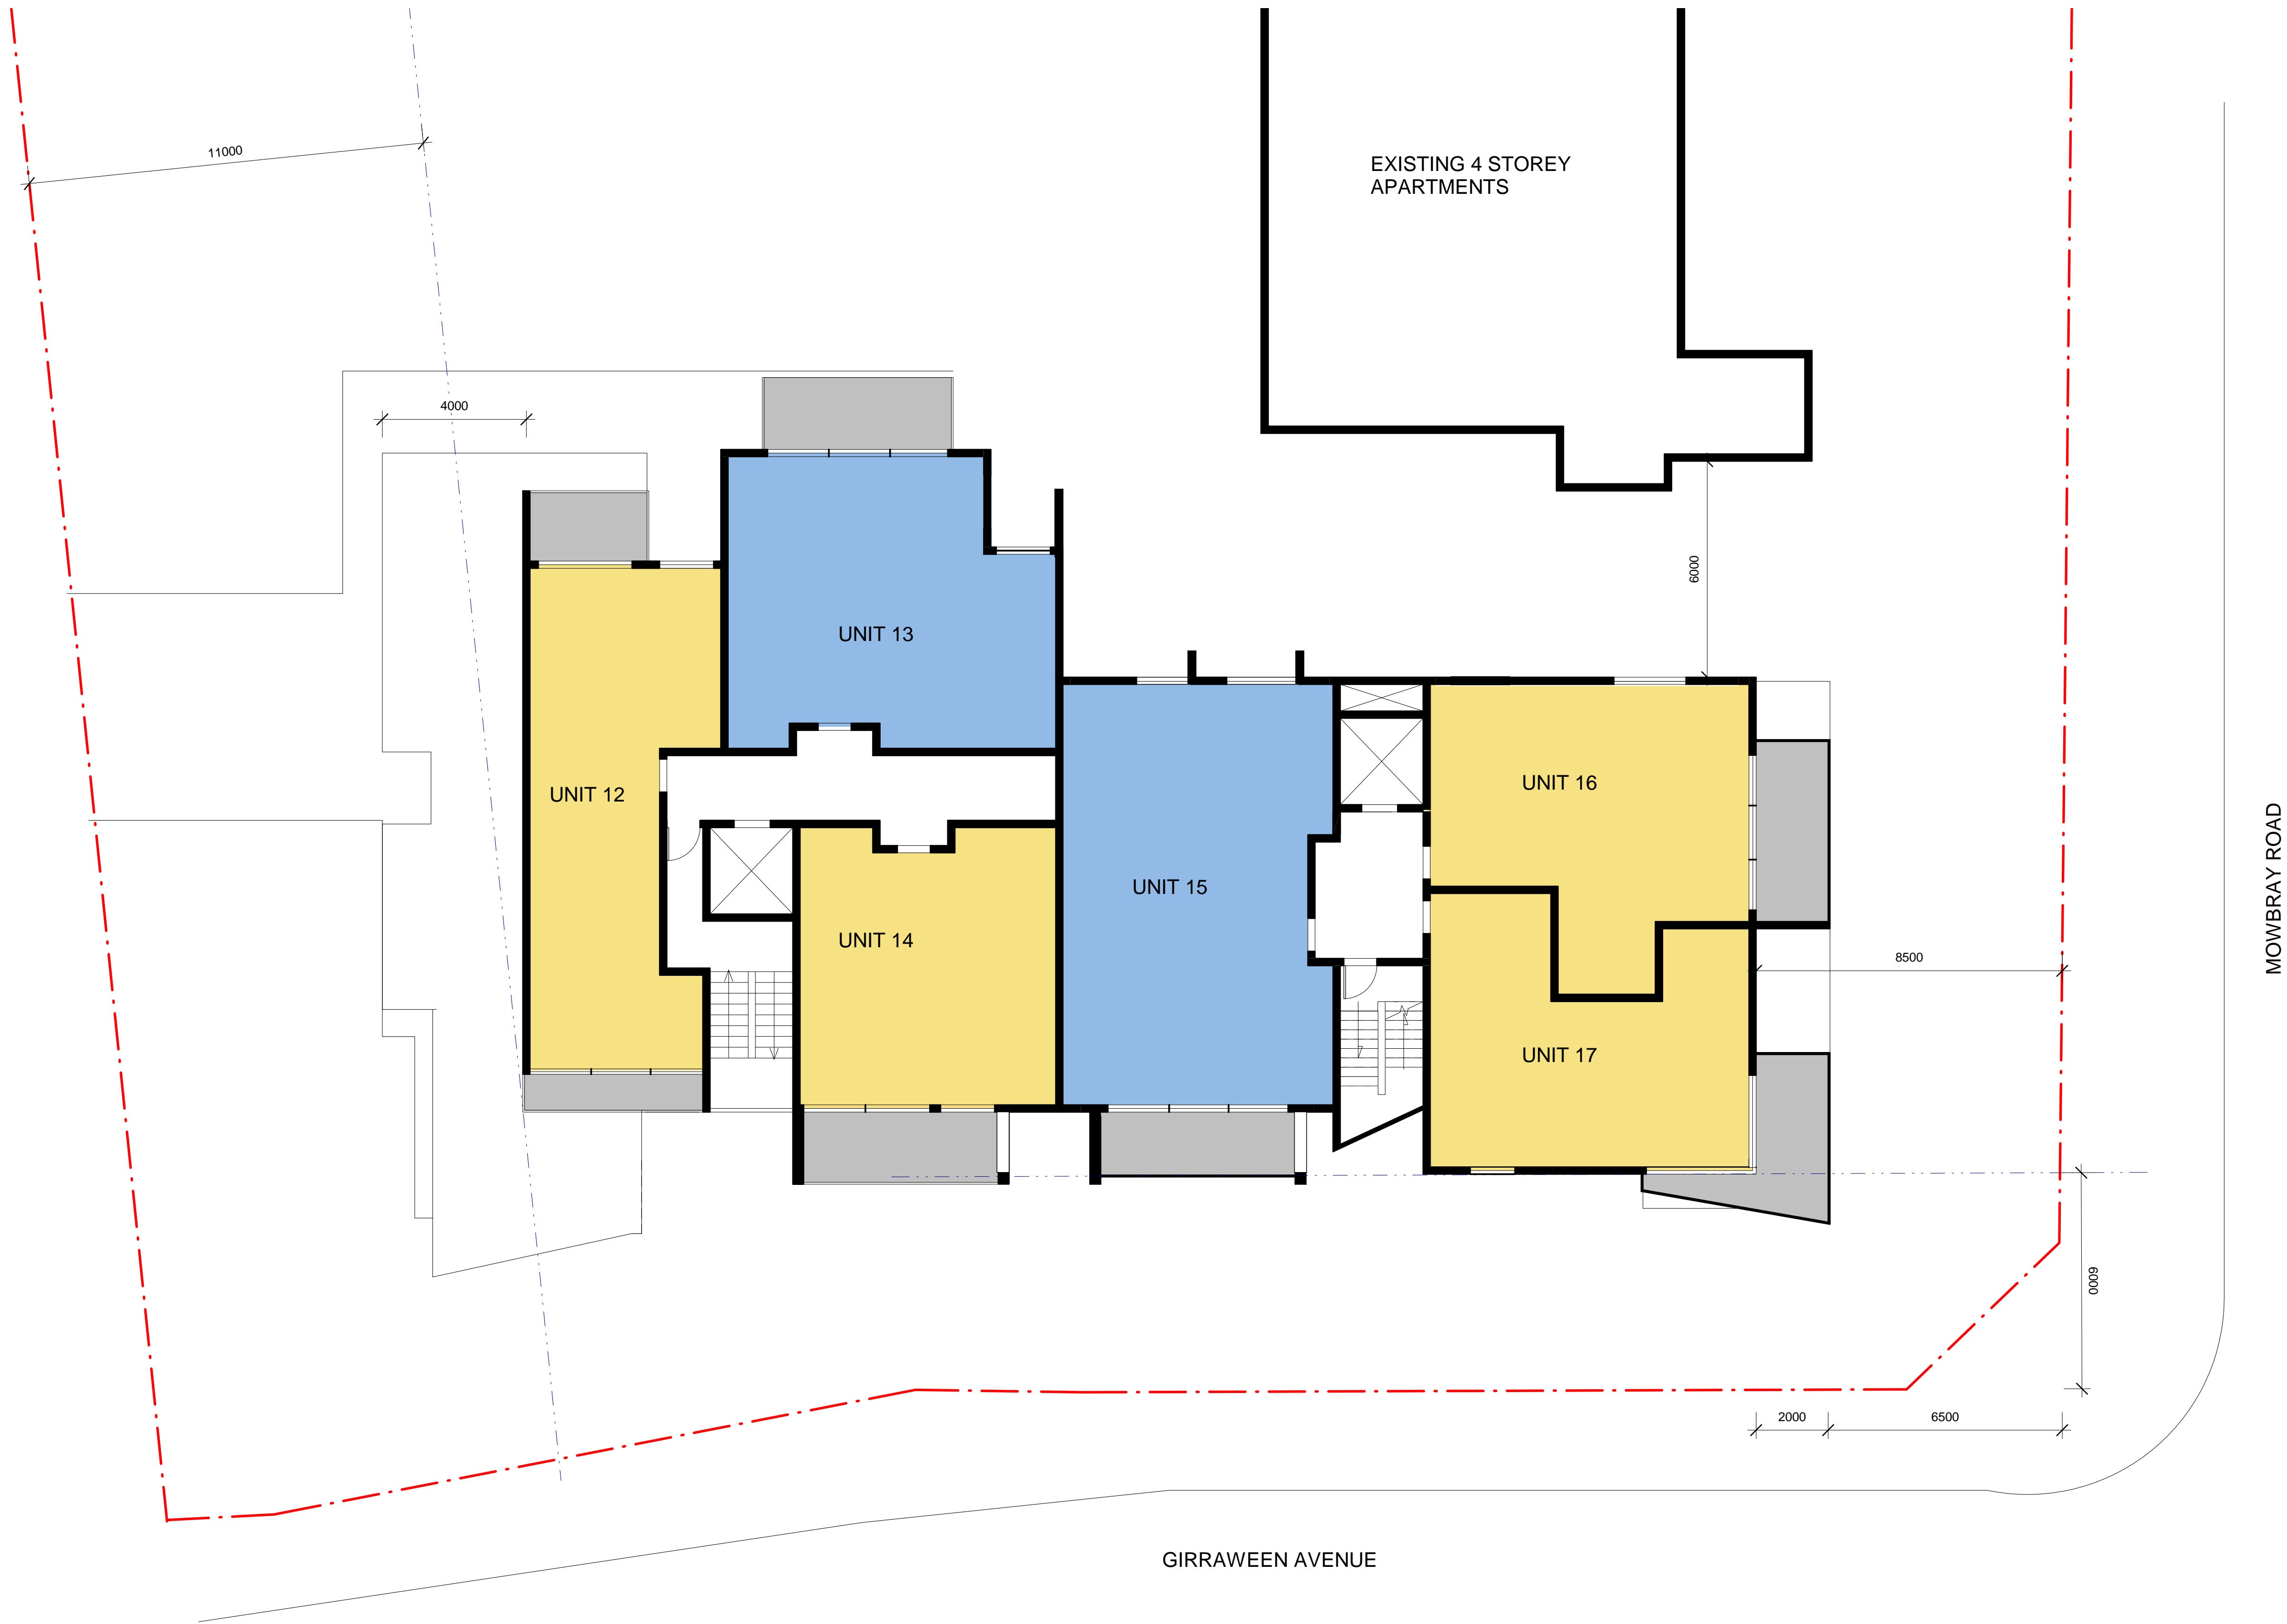 11000
EXISTING 4 STOREY
APARTMENTS
4000
6000
UNIT 13
UNIT 12
UNIT 16
UNIT 15
UNIT 14
MOWBRAY ROAD
8500
UNIT 17
6000
2000
6500
GIRRAWEEN AVENUE